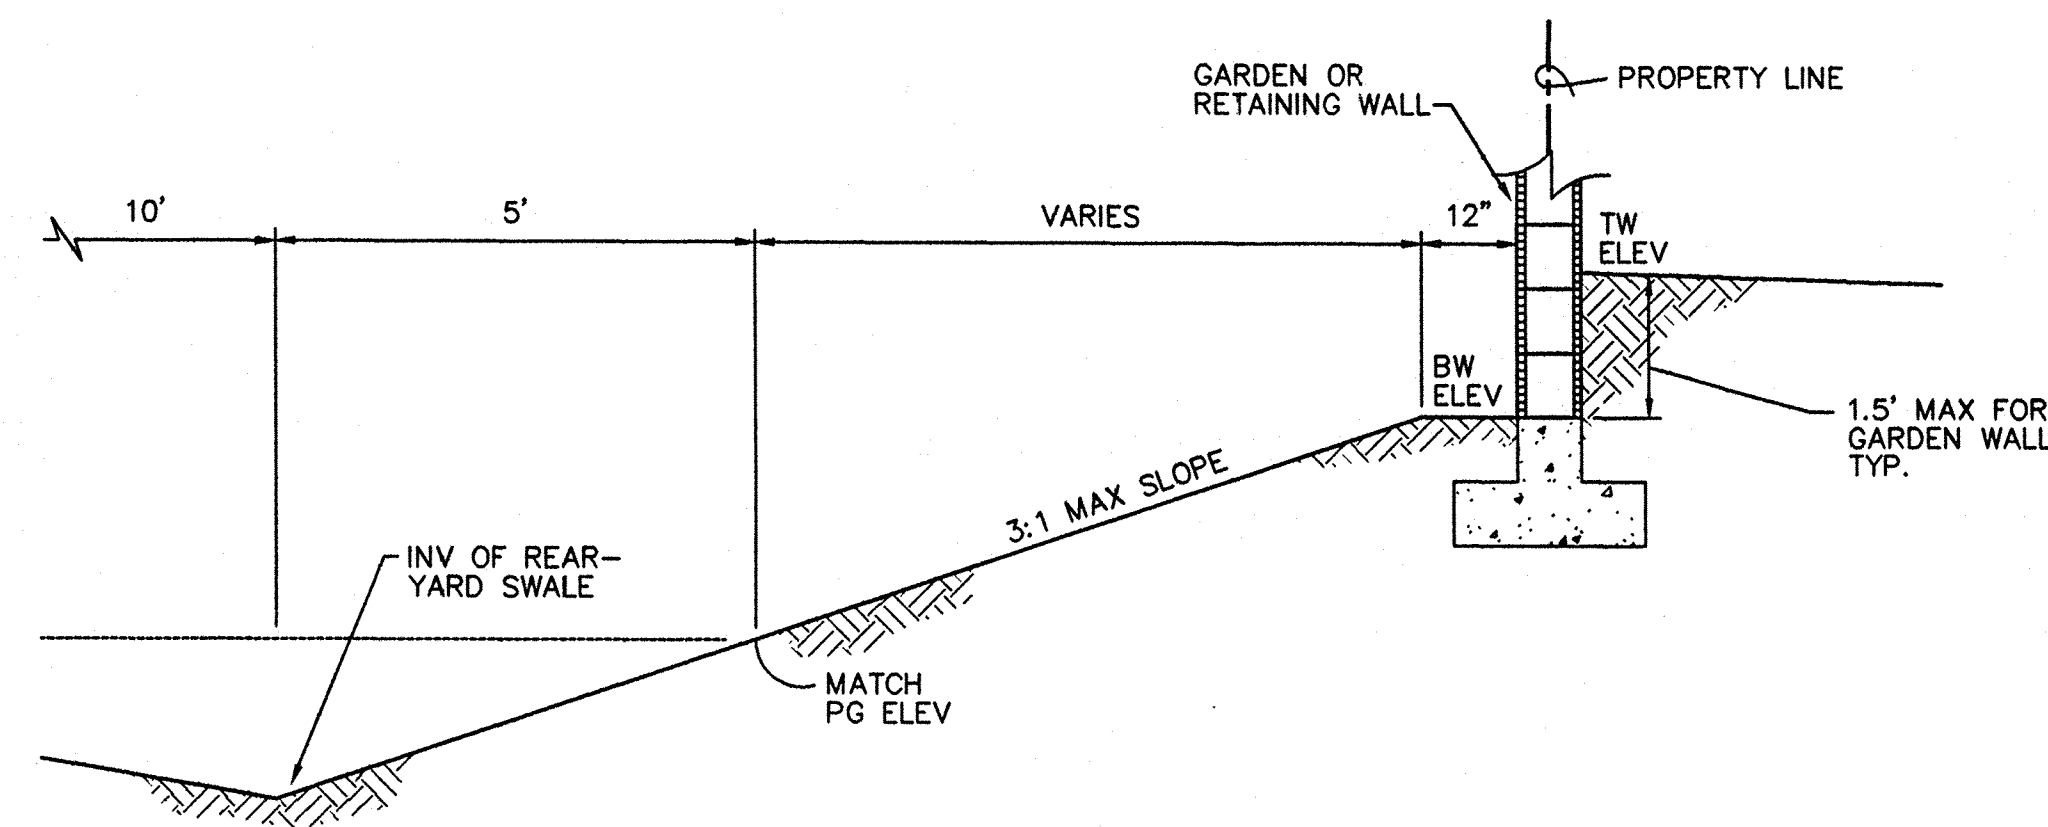 GARDEN OR
RETAINING WALL
PROPERTY LINE
10'
5'
VARIES
12"
TW
ELEV
BW
ELEV
1.5' MAX FOR
GARDEN WALL
TYP.
3:1 MAX SLOPE
INV OF REAR-
YARD SWALE
MATCH
PG ELEV